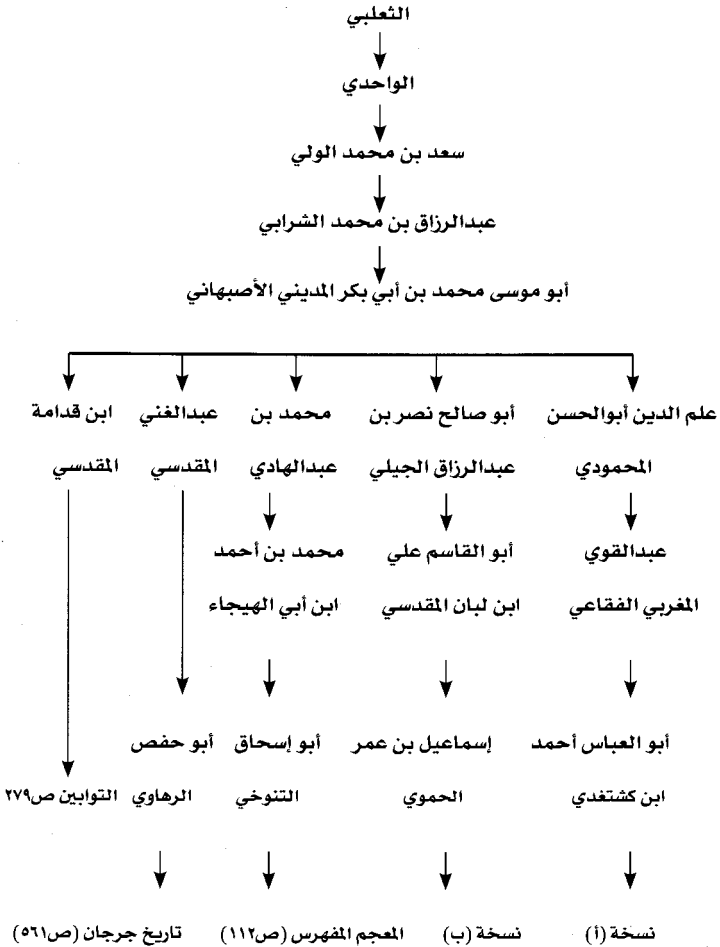 الثعلبي
الواحدي
سعد بن محمد الولي
عبدالرزاق بن محمد الشرابي
أبو موسى محمد بن أبي بكر المديني الأصبهاني
علم الدين أبوالحسن أبو صالح نصر بن محمد بن عبدالغني ابن قدامة
المحمودي عبدالرزاق الجيلي عبدالهادي المقدسي المقدسي
عبدالقوي أبو القاسم علي محمد بن أحمد
المغربي الفقاعي ابن لبان المقدسي ابن أبي الهيجاء
أبو العباس أحمد إسماعيل بن عمر أبو إسحاق أبو حفص
ابن كشتغدي الحموي التنوخي الرهاوي التوابين ص٢٧٩
نسخة (أ) نسخة (ب) المعجم المفهرس (ص١١٢) تاريخ جرجان (ص٥٦١)